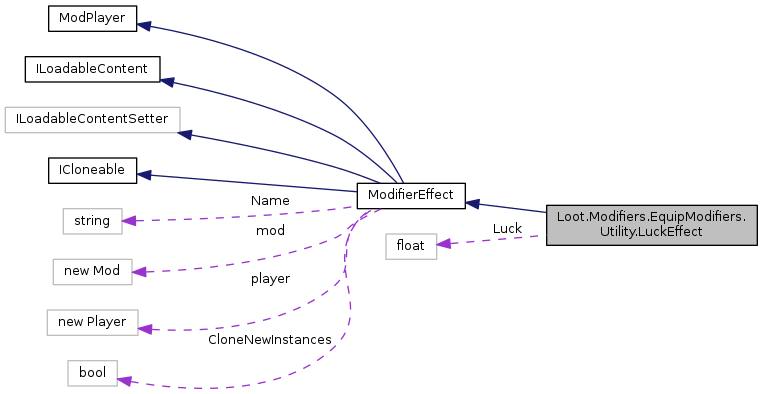 ModPlayer
ILoadableContent
ILoadableContentSetter
ICloneable
ModifierEffect
Name
string
mod
Luck
Loot.Modifiers.EquipModifiers.
Utility.LuckEffect
float
new Mod
player
new Player
CloneNewInstances
bool